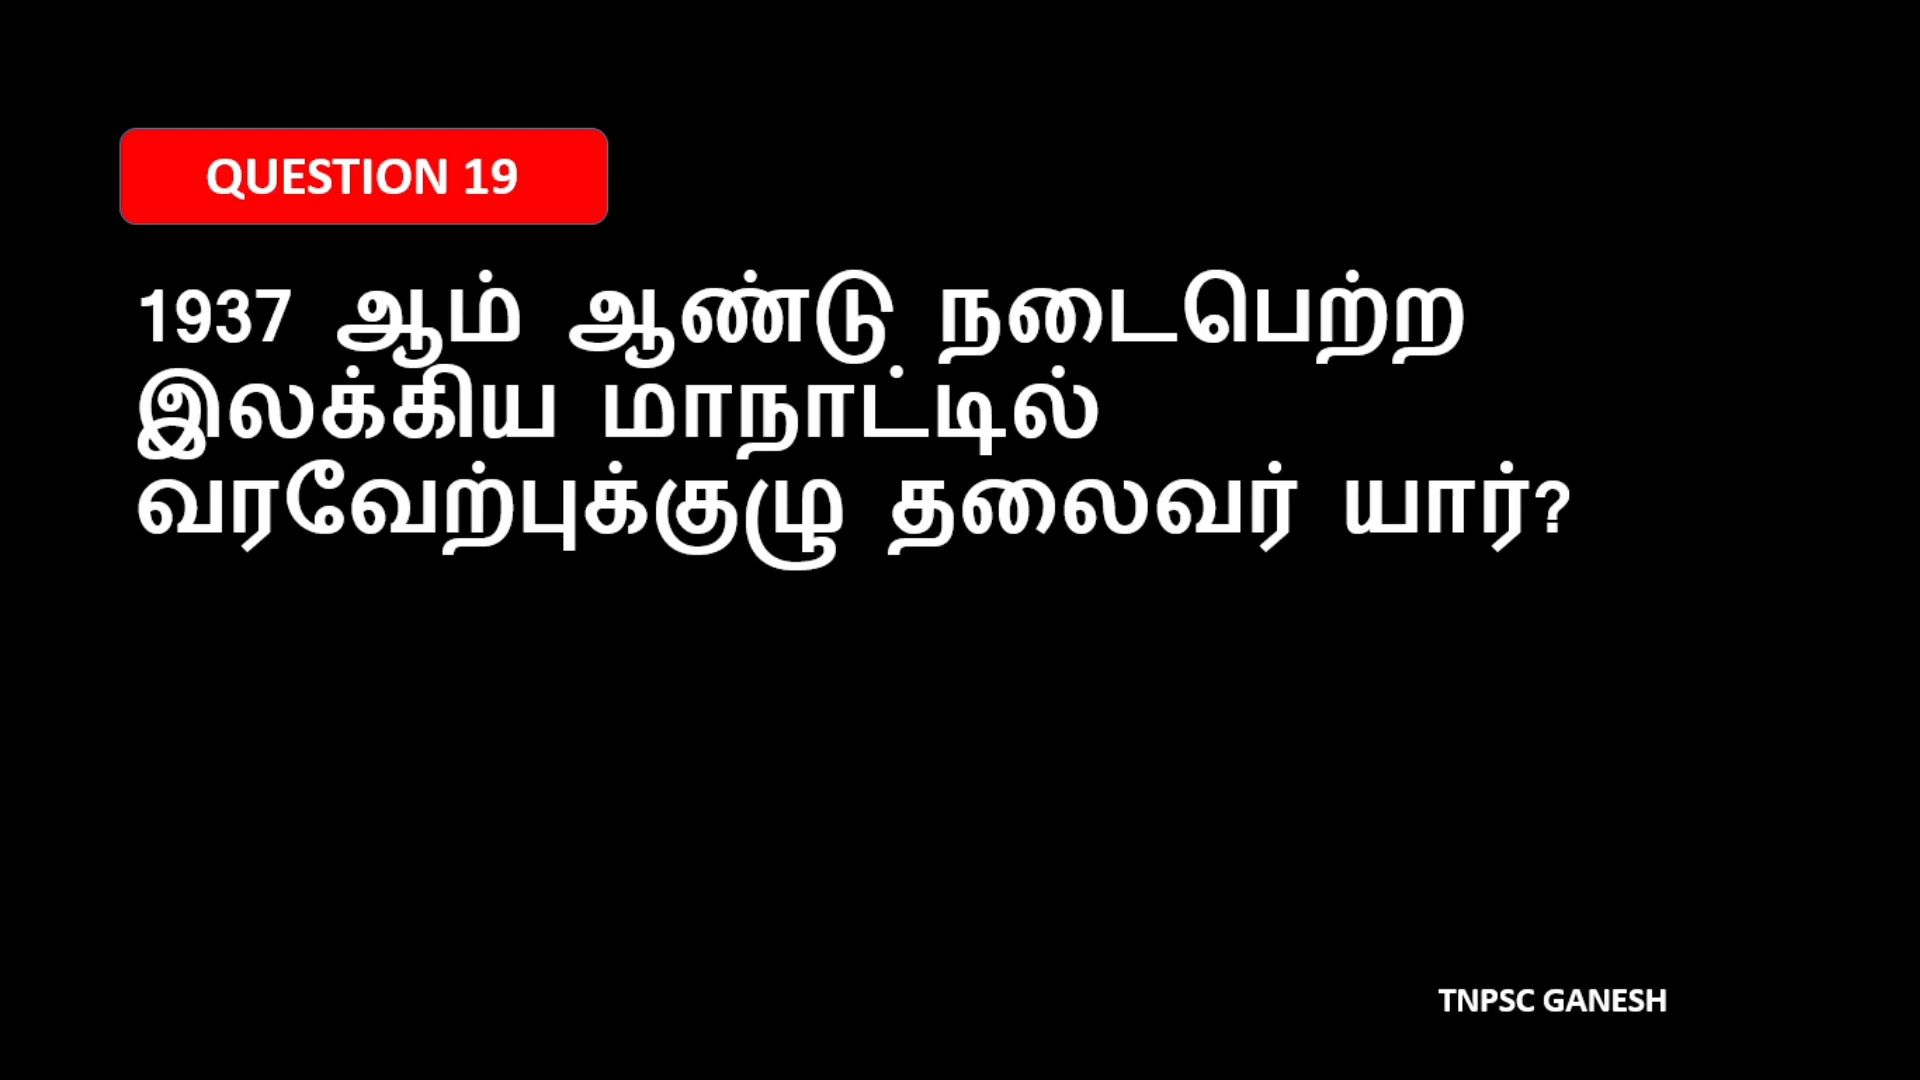 QUESTION 19
1937 ஆம் ஆண்டு நடைபெற்ற
இலக்கிய மாநாட்டில்
வரவேற்புக்குழு தலைவர் யார்?
TNPSC GANESH